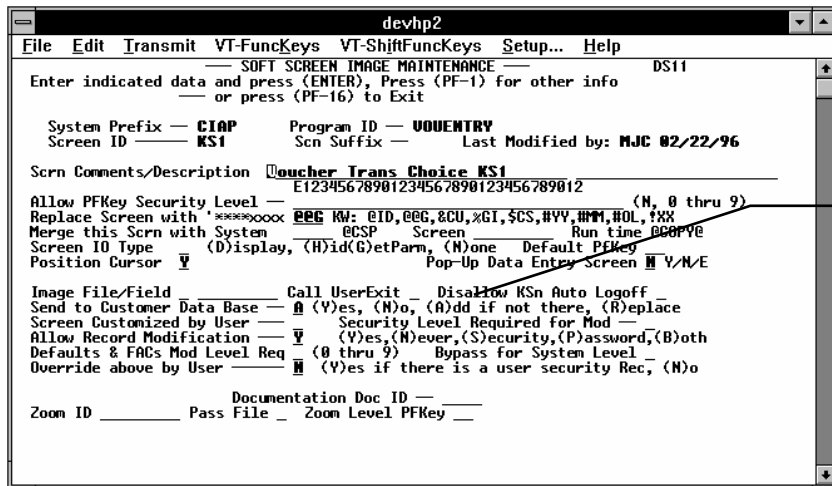 devhp2
File Edit Transmit VT-FuncKeys VT-ShiftFuncKeys Setup... Help
SOFT SCREEN IMAGE MAINTENANCE DS11
Enter indicated data and press (ENTER), Press (PF-1) for other info
or press (PF-16) to Exit
System Prefix — CIAP Program ID — VOUENTRY
Screen ID —— KS1 Scn Suffix — Last Modified by: MJC 02/22/96
Scrn Comments/Description Voucher Trans Choice KS1
E12345678901234567890123456789012
Allow PFKey Security Level — (N, 0 thru 9)
Replace Screen with '****xxxx @@G KW: @ID,@@G,&CU,%GI,$CS,#YY,#MM,#OL,!XX
Merge this Scrn with System ______ @CSP Screen ________ Run time @COPY@
Screen IO Type _ (D)isplay, (H)id(G)etParm, (N)one Default PfKey __
Position Cursor Y Pop-Up Data Entry Screen N Y/N/E
Image File/Field _ ________ Call UserExit _ Disallow KSn Auto Logoff _
Send to Customer Data Base — A (Y)es, (N)o, (A)dd if not there, (R)eplace
Screen Customized by User — _ Security Level Required for Mod — _
Allow Record Modification — Y (Y)es,(N)ever,(S)ecurity,(P)assword,(B)oth
Defaults & FACs Mod Level Req _ (0 thru 9) Bypass for System Level _
Override above by User —— N (Y)es if there is a user security Rec, (N)o
Documentation Doc ID — ____
Zoom ID ________ Pass File _ Zoom Level PFKey __